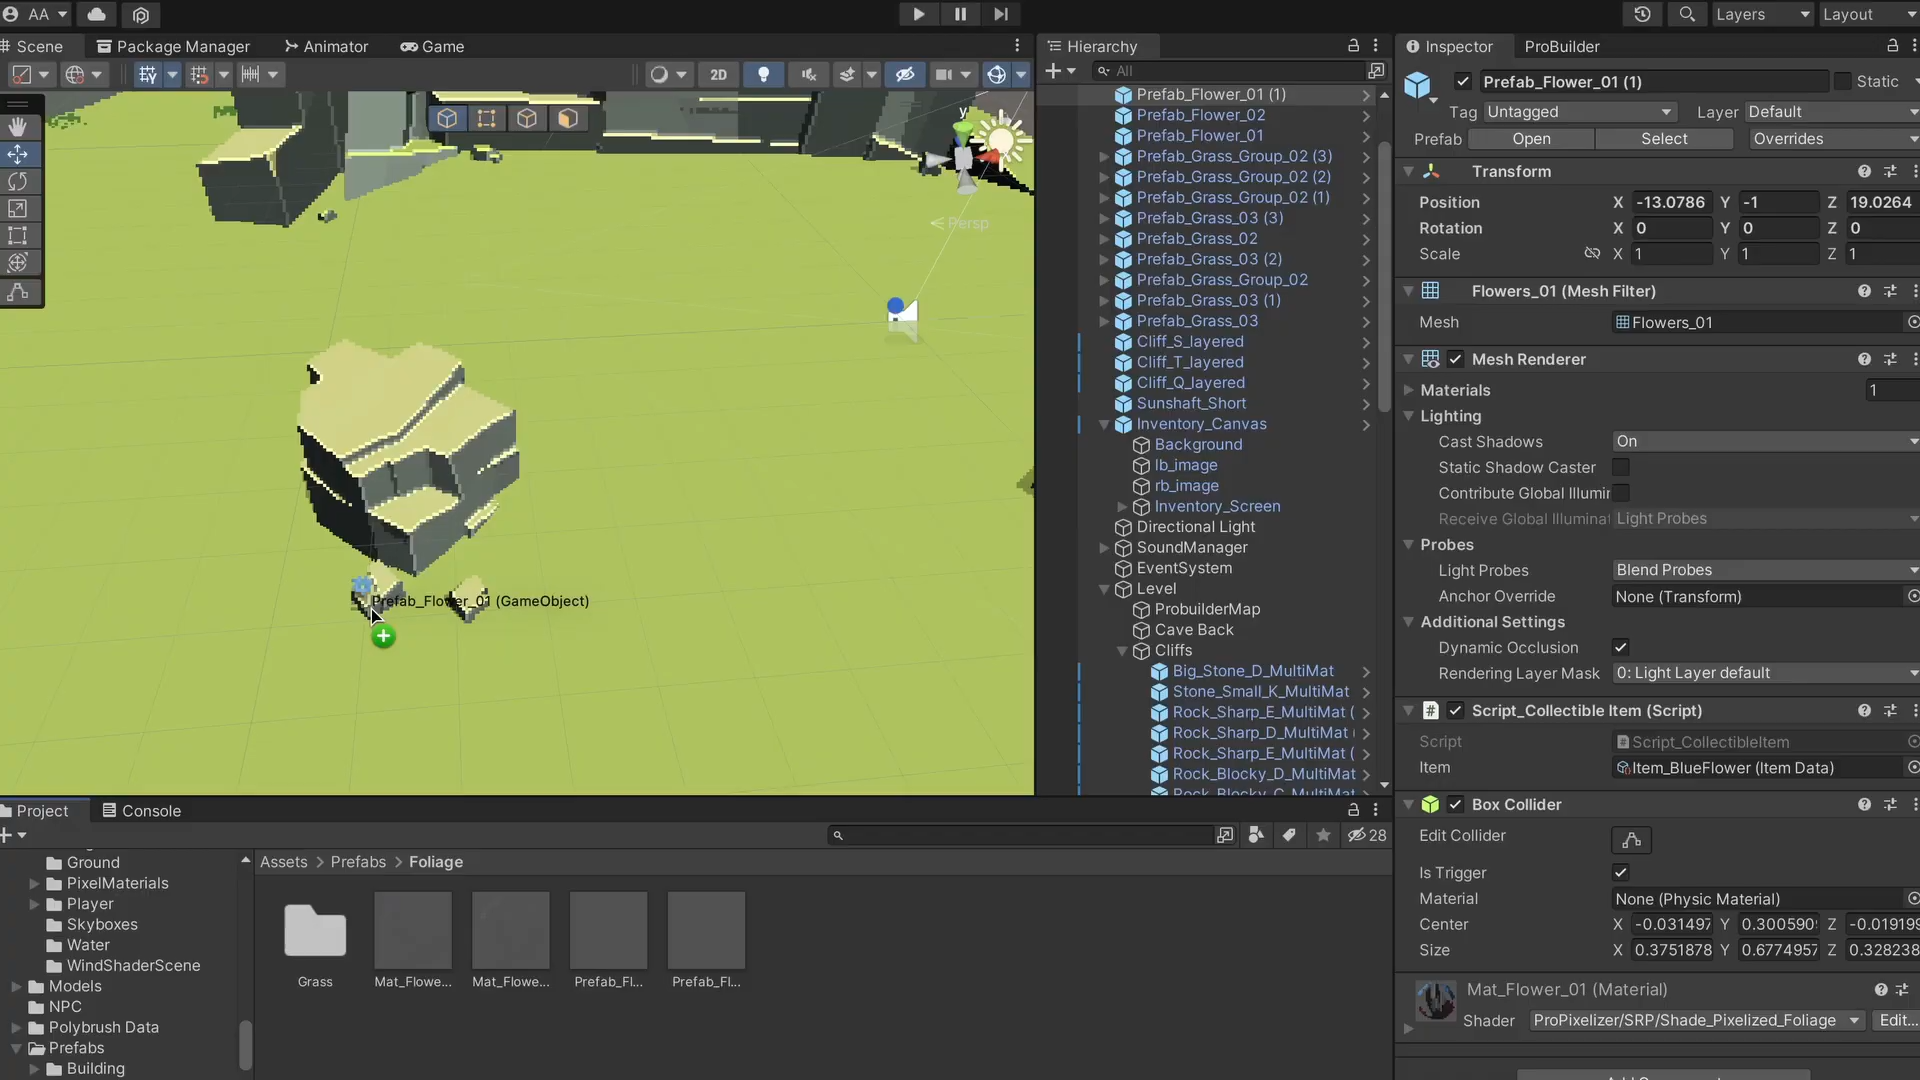 AA
Layers
Layout
Scene
Package Manager
Animator
Game
2D
y
Persp
Prefab_Flower_01 (GameObject)
Hierarchy
All
Prefab_Flower_01 (1)
Prefab_Flower_02
Prefab_Flower_01
Prefab_Grass_Group_02 (3)
Prefab_Grass_Group_02 (2)
Prefab_Grass_Group_02 (1)
Prefab_Grass_03 (3)
Prefab_Grass_02
Prefab_Grass_03 (2)
Prefab_Grass_Group_02
Prefab_Grass_03 (1)
Prefab_Grass_03
Cliff_S_layered
Cliff_T_layered
Cliff_Q_layered
Sunshaft_Short
Inventory_Canvas
Background
lb_image
rb_image
Inventory_Screen
Directional Light
SoundManager
EventSystem
Level
ProbuilderMap
Cave Back
Cliffs
Big_Stone_D_MultiMat
Stone_Small_K_MultiMat
Rock_Sharp_E_MultiMat (
Rock_Sharp_D_MultiMat
Rock_Sharp_E_MultiMat (
Rock_Blocky_D_MultiMat
Rock_Blocky_C_MultiMat
Inspector
ProBuilder
Prefab_Flower_01 (1)
Static
Tag Untagged Layer Default
Prefab Open Select Overrides
Transform
Position X -13.0786 Y -1 Z 19.0264
Rotation X 0 Y 0 Z 0
Scale X 1 Y 1 Z 1
Flowers_01 (Mesh Filter)
Mesh Flowers_01
Mesh Renderer
Materials 1
Lighting
Cast Shadows On
Static Shadow Caster
Contribute Global Illumir
Receive Global Illuminat Light Probes
Probes
Light Probes Blend Probes
Anchor Override None (Transform)
Additional Settings
Dynamic Occlusion
Rendering Layer Mask 0: Light Layer default
Script_Collectible Item (Script)
Script Script_CollectibleItem
Item Item_BlueFlower (Item Data)
Box Collider
Edit Collider
Is Trigger
Material None (Physic Material)
Center X -0.031497 Y 0.300590 Z -0.019199
Size X 0.3751878 Y 0.6774957 Z 0.328238
Mat_Flower_01 (Material)
Shader ProPixelizer/SRP/Shade_Pixelized_Foliage Edit...
Project
Console
28
Ground
PixelMaterials
Player
Skyboxes
Water
WindShaderScene
Models
NPC
Polybrush Data
Prefabs
Building
Assets > Prefabs > Foliage
Grass
Mat_Flowe...
Mat_Flowe...
Prefab_Fl...
Prefab_Fl...